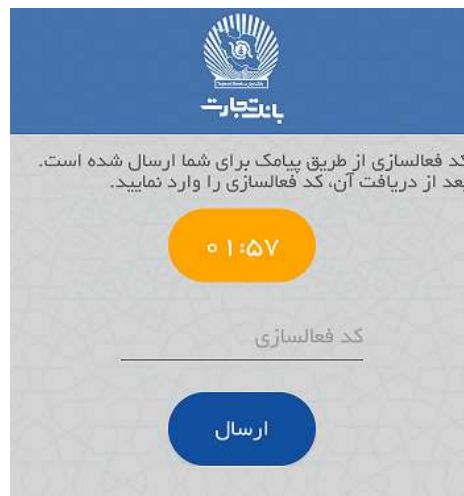 بانک تجارت
کد فعالسازی از طریق پیامک برای شما ارسال شده است.
بعد از دریافت آن، کد فعالسازی را وارد نمایید.
۰۱:۵۷
کد فعالسازی
ارسال